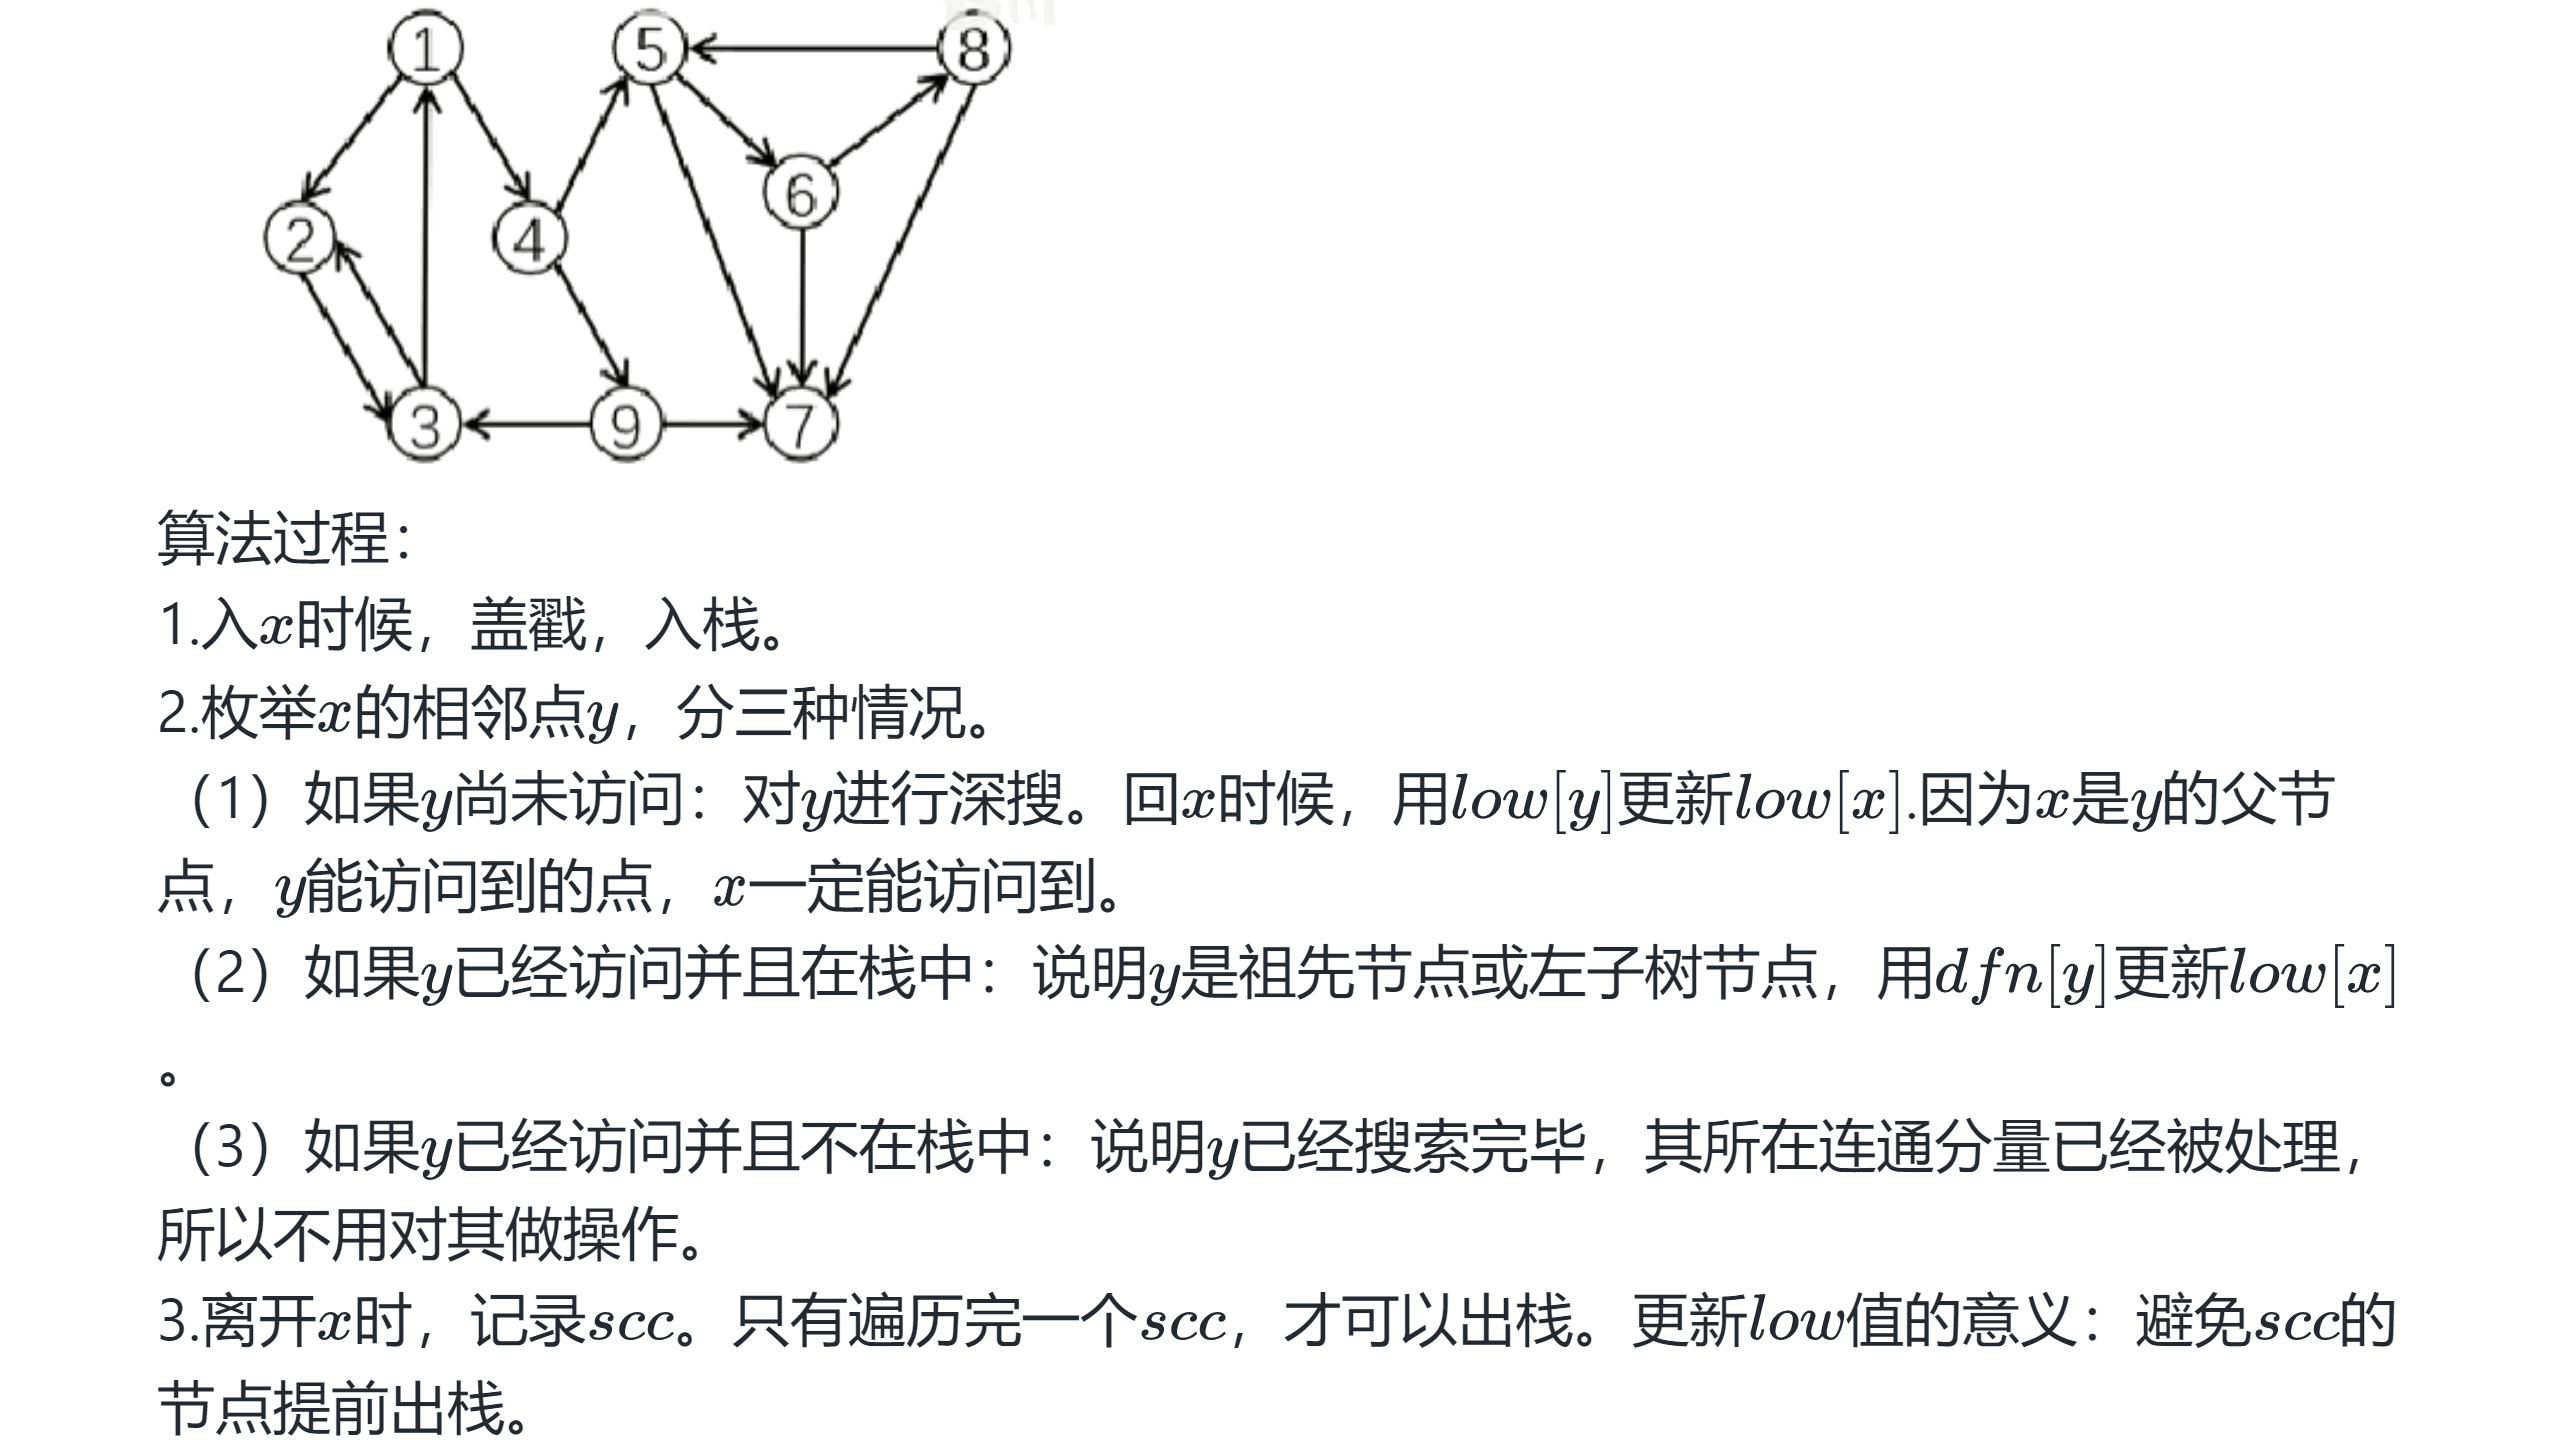 1 5 8
6
2 4
3 9 7
算法过程：
1.入x时候，盖戳，入栈。
2.枚举x的相邻点y，分三种情况。
（1）如果y尚未访问：对y进行深搜。回x时候，用low[y]更新low[x].因为x是y的父节
点，y能访问到的点，x一定能访问到。
（2）如果y已经访问并且在栈中：说明y是祖先节点或左子树节点，用dfn[y]更新low[x]
。
（3）如果y已经访问并且不在栈中：说明y已经搜索完毕，其所在连通分量已经被处理，
所以不用对其做操作。
3.离开x时，记录scc。只有遍历完一个scc，才可以出栈。更新low值的意义：避免scc的
节点提前出栈。